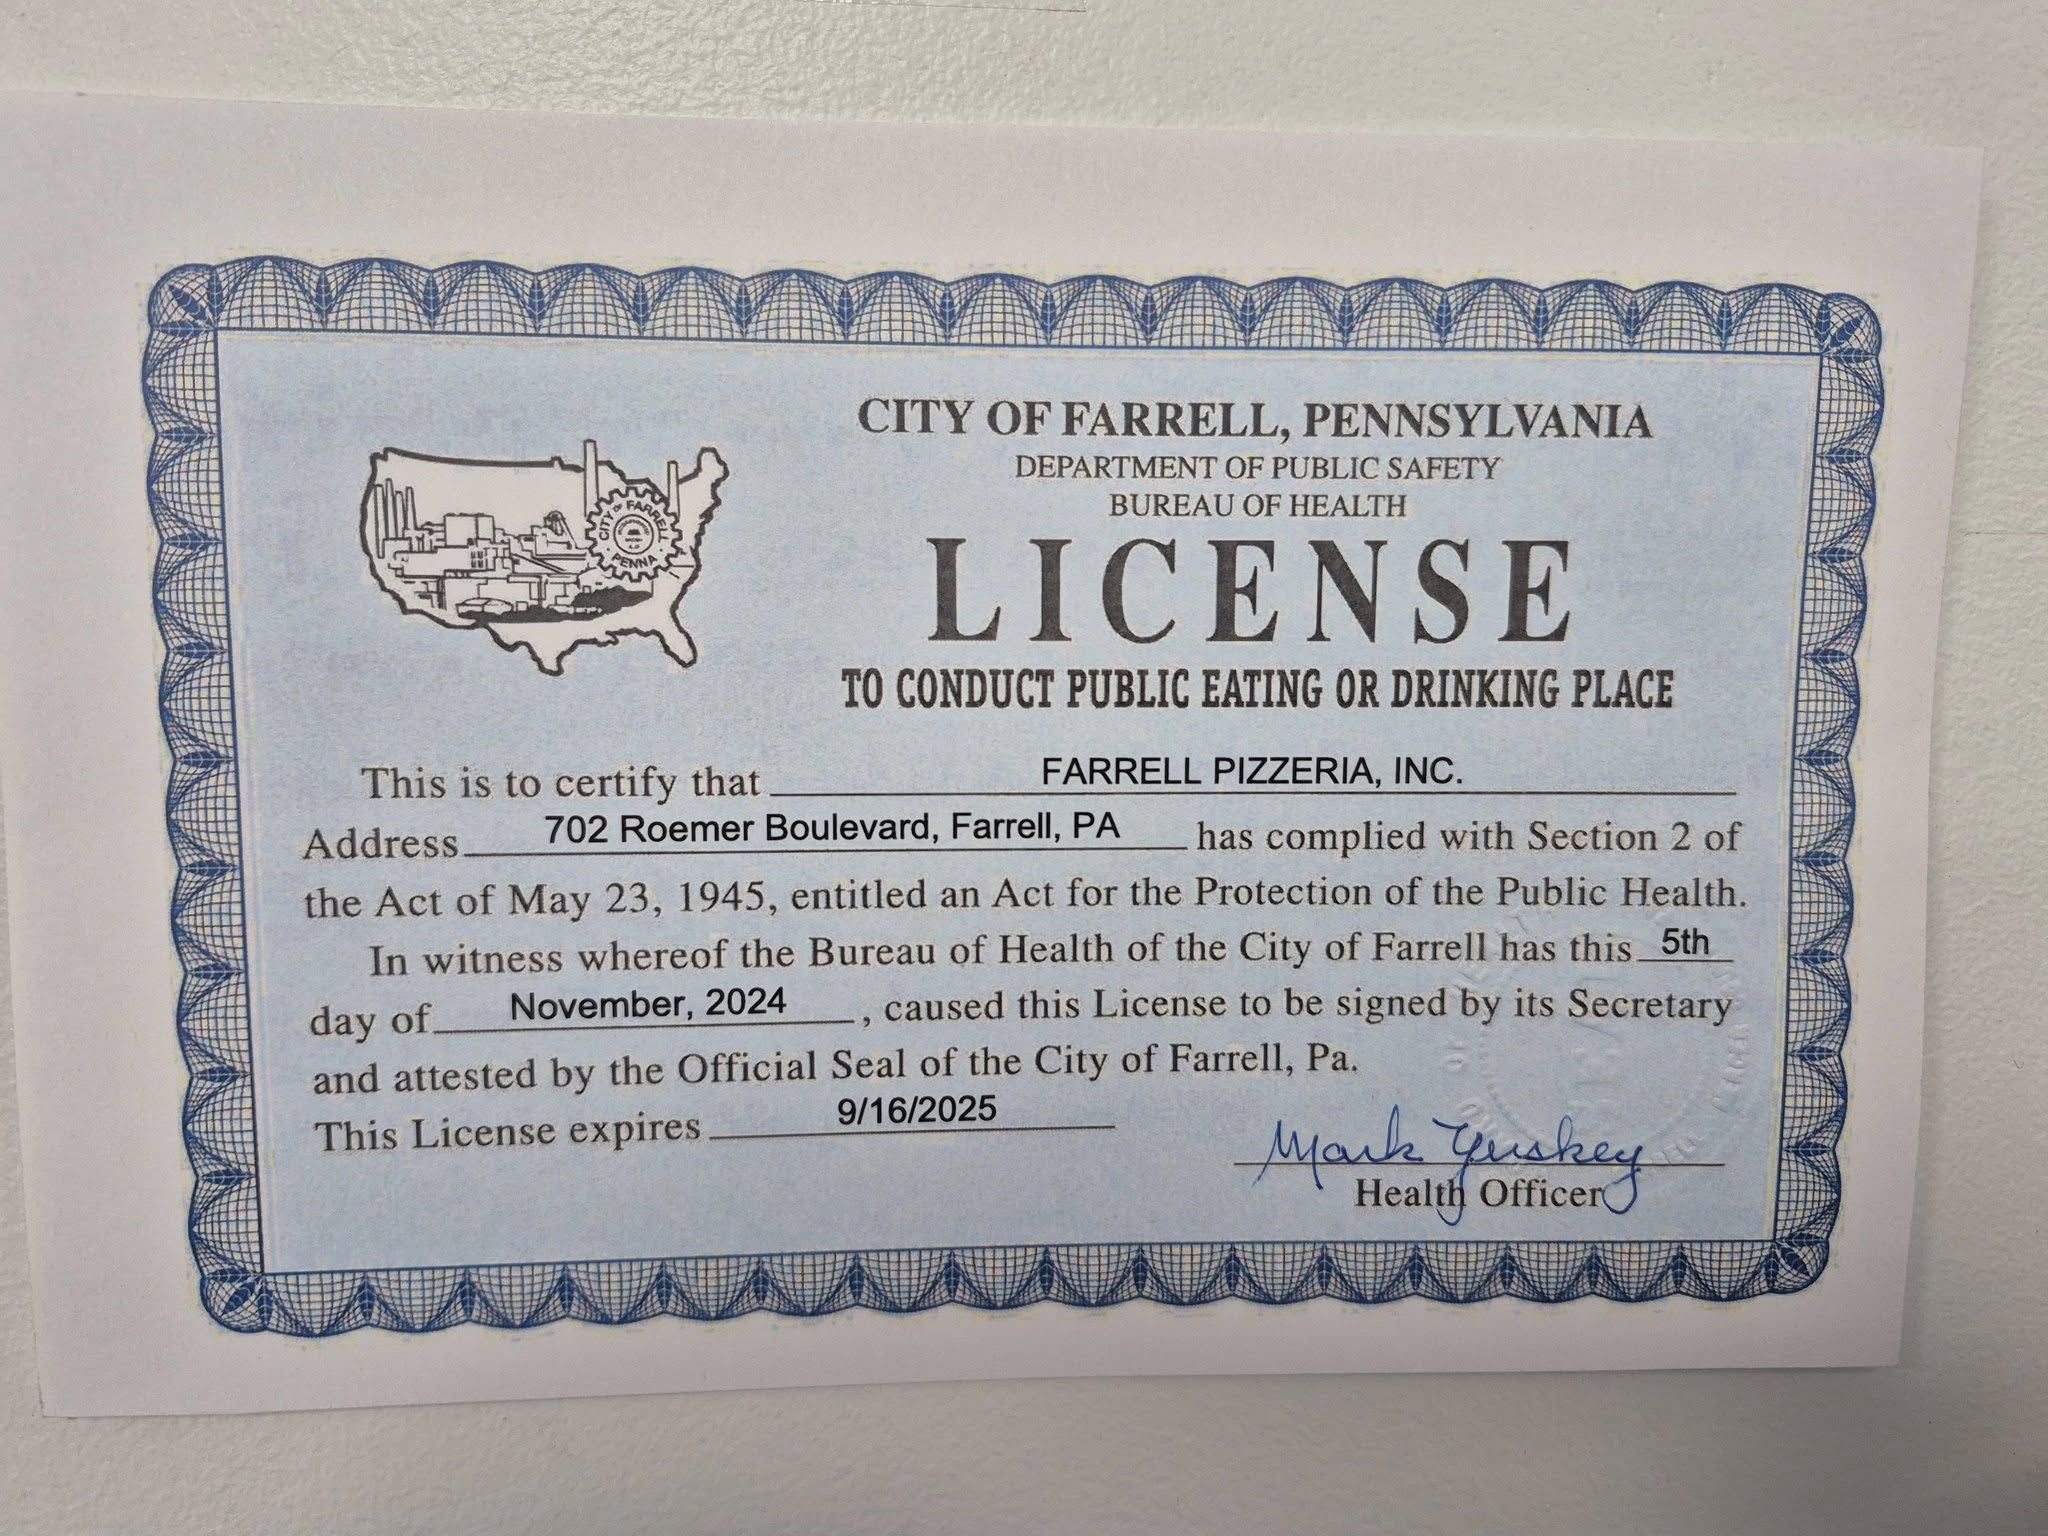 CITY OF FARRELL, PENNSYLVANIA
DEPARTMENT OF PUBLIC SAFETY
BUREAU OF HEALTH
LICENSE
TO CONDUCT PUBLIC EATING OR DRINKING PLACE
CITY OF FARRELL
PENNA
This is to certify that FARRELL PIZZERIA, INC.
Address 702 Roemer Boulevard, Farrell, PA has complied with Section 2 of
the Act of May 23, 1945, entitled an Act for the Protection of the Public Health.
In witness whereof the Bureau of Health of the City of Farrell has this 5th
day of November, 2024, caused this License to be signed by its Secretary
and attested by the Official Seal of the City of Farrell, Pa.
This License expires 9/16/2025
Mark Yuskey
Health Officer